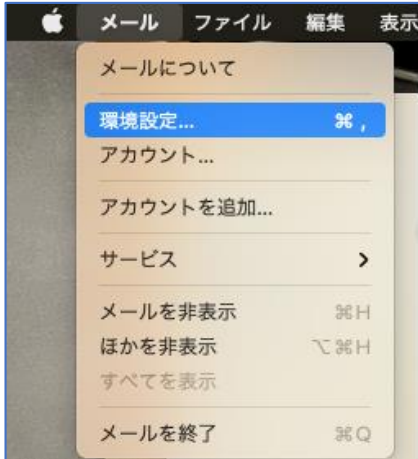 メール ファイル 編集 表示
メールについて
環境設定... ⌘ ,
アカウント...
アカウントを追加...
サービス
メールを非表示 ⌘H
ほかを非表示 ⌥⌘H
すべてを表示
メールを終了 ⌘Q